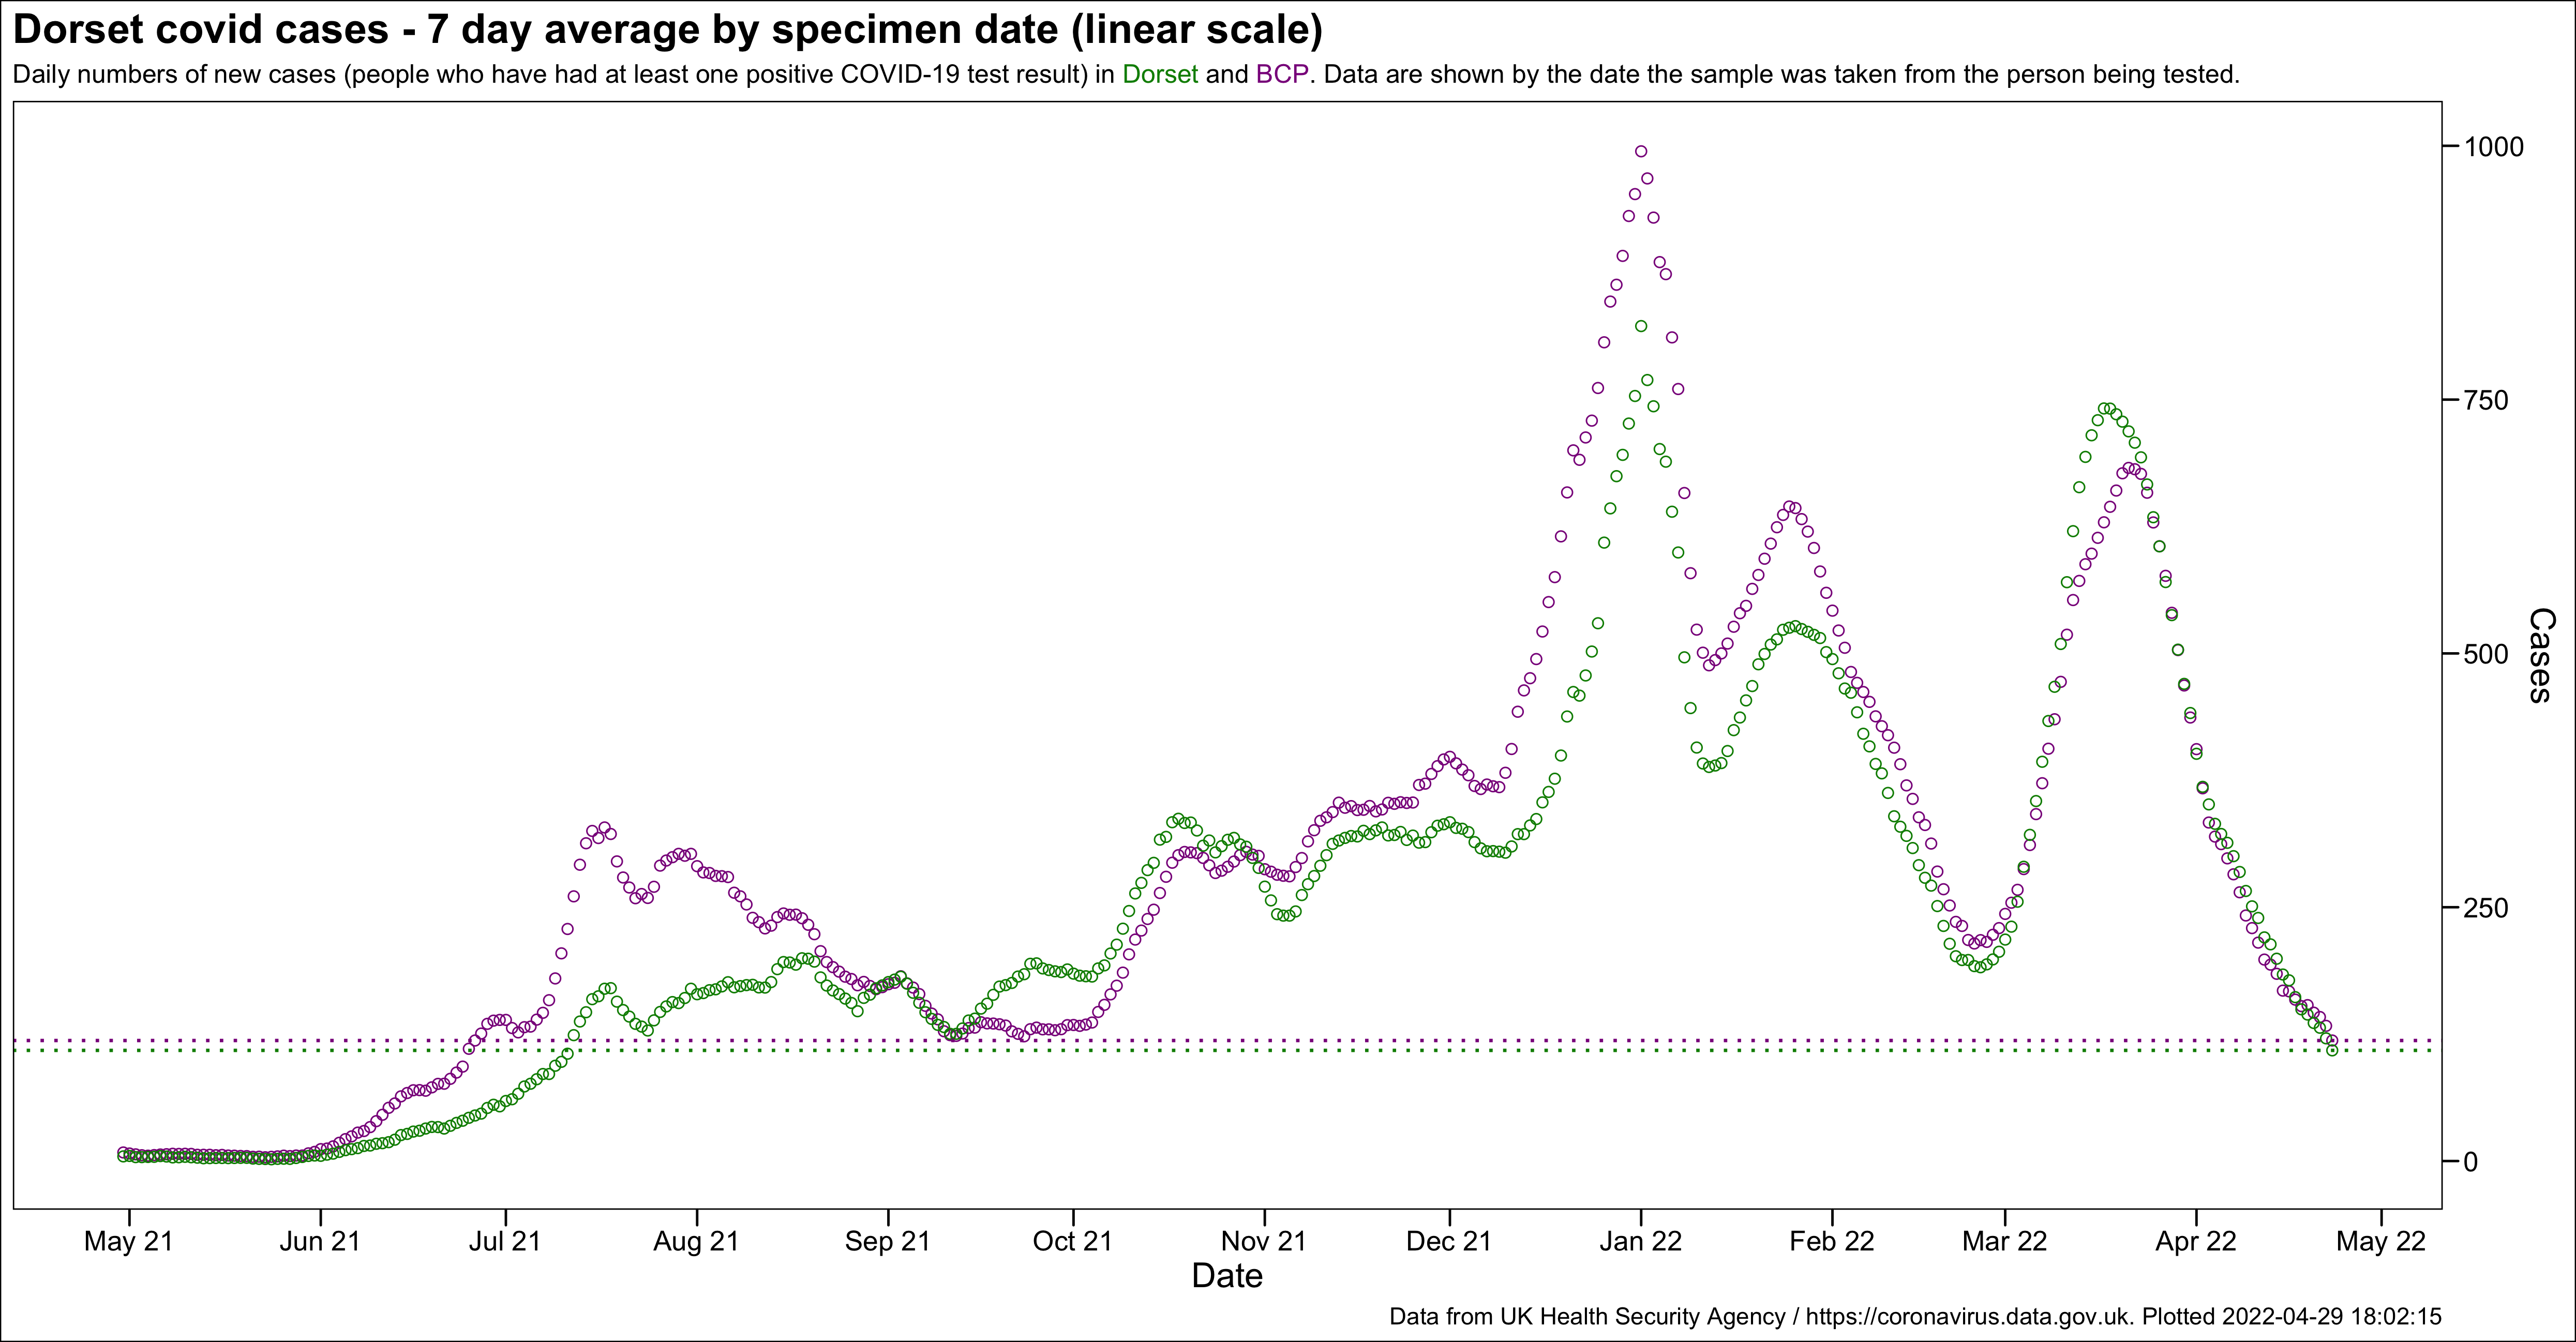 Dorset covid cases - 7 day average by specimen date (linear scale)
Daily numbers of new cases (people who have had at least one positive COVID-19 test result) in Dorset and BCP. Data are shown by the date the sample was taken from the person being tested.
1000
750
500
250
0
Cases
May 21 Jun 21 Jul 21 Aug 21 Sep 21 Oct 21 Nov 21 Dec 21 Jan 22 Feb 22 Mar 22 Apr 22 May 22
Date
Data from UK Health Security Agency / https://coronavirus.data.gov.uk. Plotted 2022-04-29 18:02:15